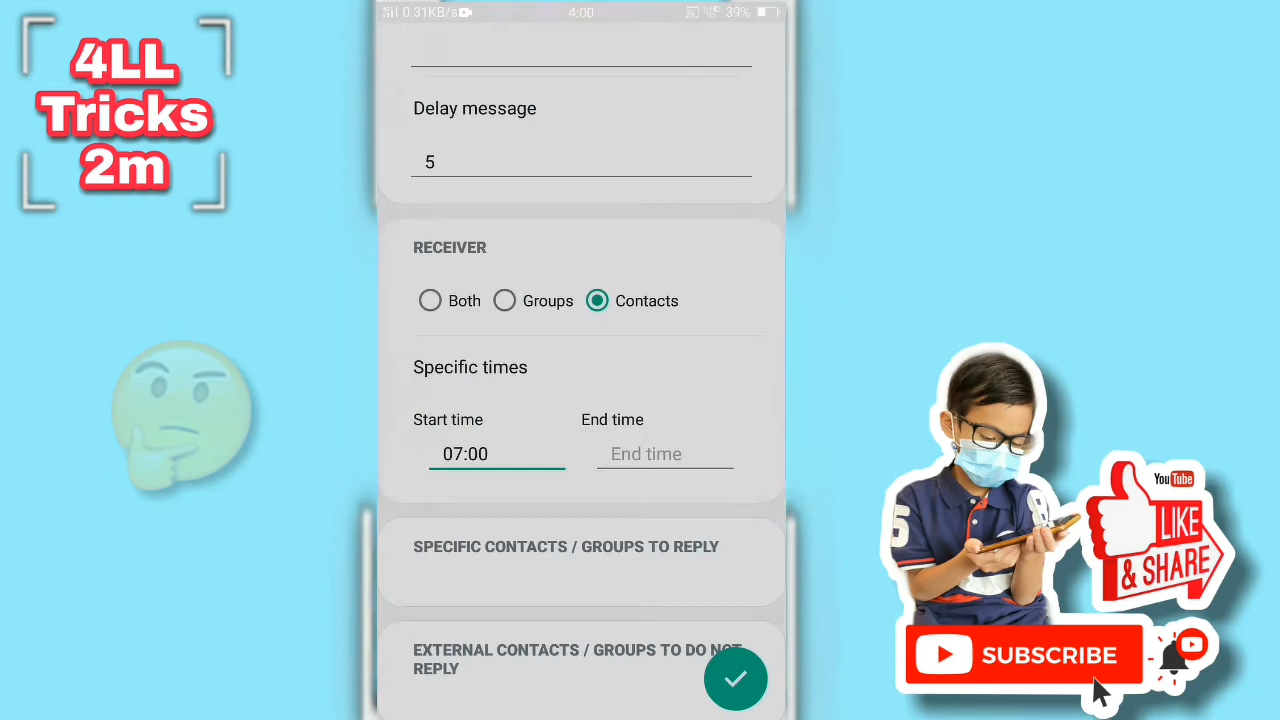 4LL
Tricks
2m
0.31KB/s
4:00
39%
Delay message
5
RECEIVER
Both
Groups
Contacts
Specific times
Start time
End time
07:00
End time
SPECIFIC CONTACTS / GROUPS TO REPLY
EXTERNAL CONTACTS / GROUPS TO DO NOT
REPLY
5
8
YouTube
LIKE
& SHARE
SUBSCRIBE